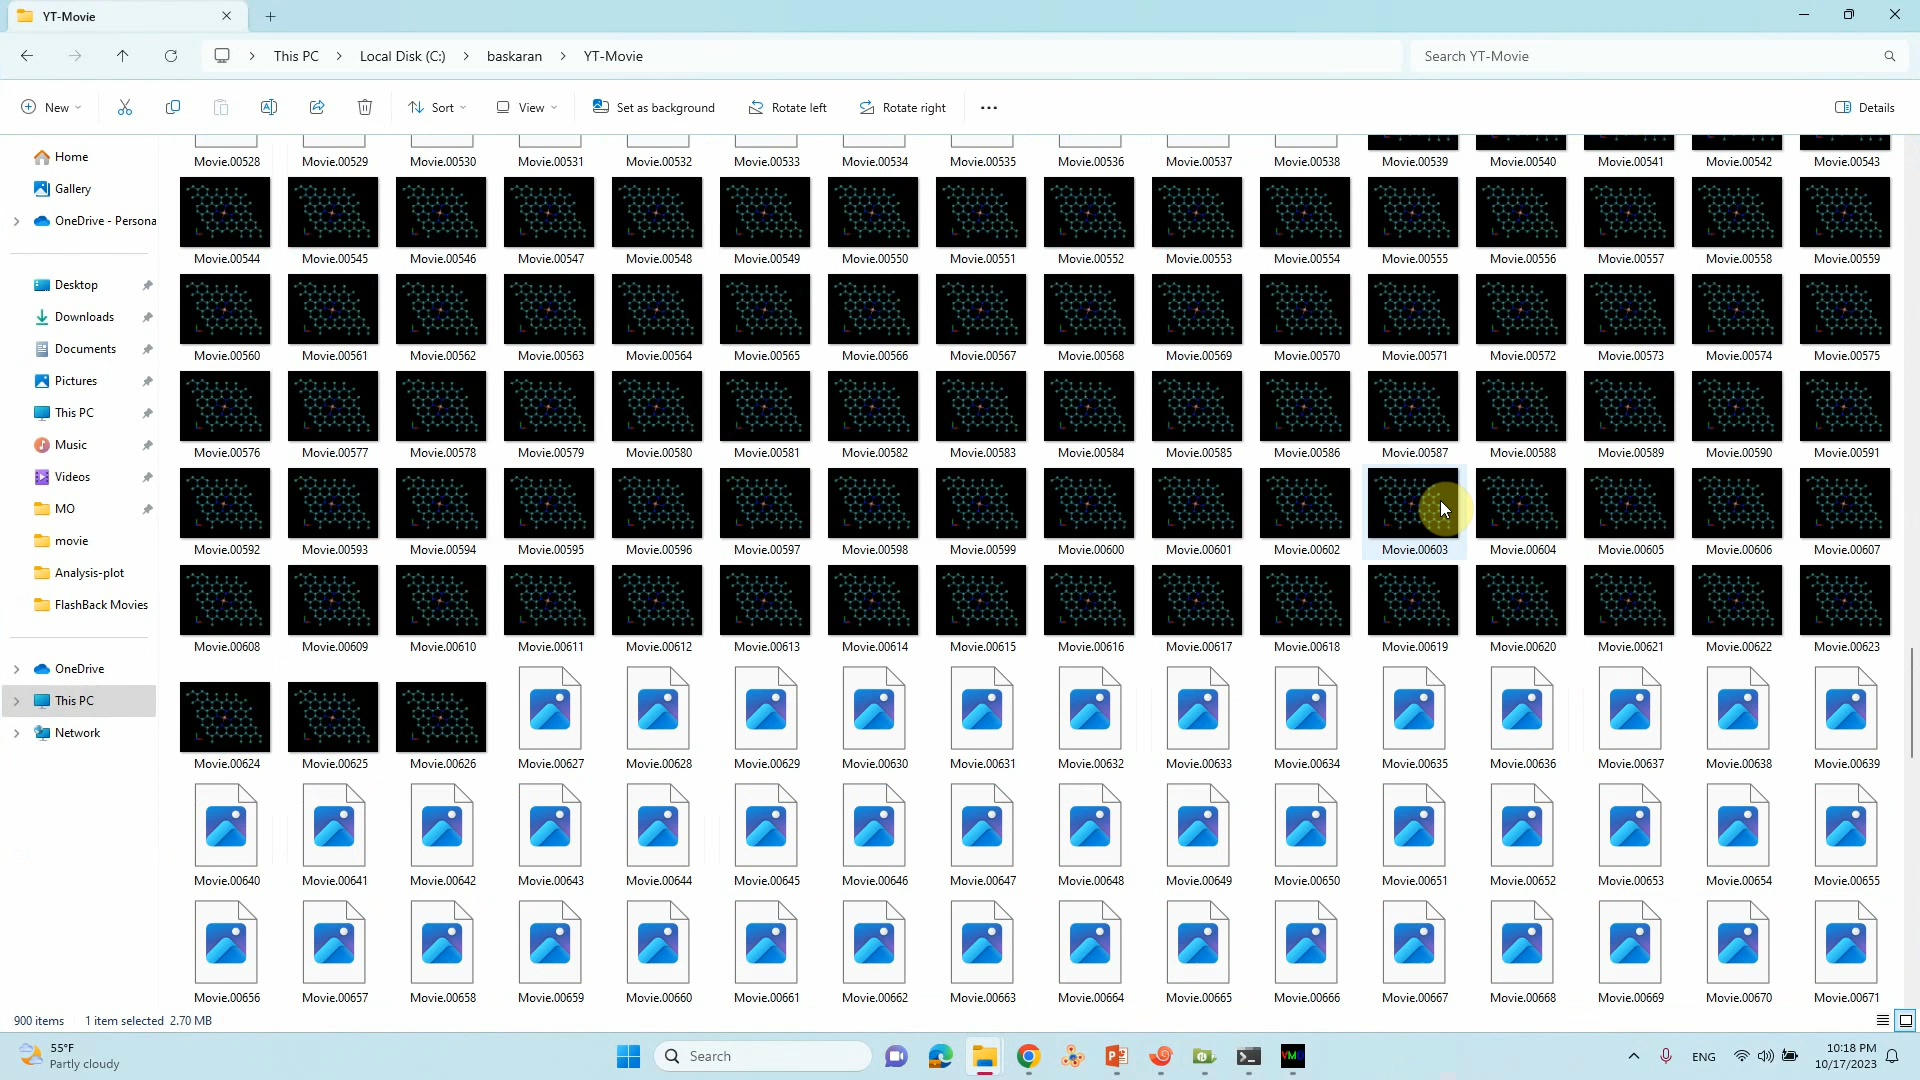 YT-Movie
This PC > Local Disk (C:) > baskaran > YT-Movie
Search YT-Movie
New
Sort
View
Set as background
Rotate left
Rotate right
Details
Home
Gallery
OneDrive - Persona
Desktop
Downloads
Documents
Pictures
This PC
Music
Videos
MO
movie
Analysis-plot
FlashBack Movies
OneDrive
This PC
Network
Movie.00528 Movie.00529 Movie.00530 Movie.00531 Movie.00532 Movie.00533 Movie.00534 Movie.00535 Movie.00536 Movie.00537 Movie.00538 Movie.00539 Movie.00540 Movie.00541 Movie.00542 Movie.00543
Movie.00544 Movie.00545 Movie.00546 Movie.00547 Movie.00548 Movie.00549 Movie.00550 Movie.00551 Movie.00552 Movie.00553 Movie.00554 Movie.00555 Movie.00556 Movie.00557 Movie.00558 Movie.00559
Movie.00560 Movie.00561 Movie.00562 Movie.00563 Movie.00564 Movie.00565 Movie.00566 Movie.00567 Movie.00568 Movie.00569 Movie.00570 Movie.00571 Movie.00572 Movie.00573 Movie.00574 Movie.00575
Movie.00576 Movie.00577 Movie.00578 Movie.00579 Movie.00580 Movie.00581 Movie.00582 Movie.00583 Movie.00584 Movie.00585 Movie.00586 Movie.00587 Movie.00588 Movie.00589 Movie.00590 Movie.00591
Movie.00592 Movie.00593 Movie.00594 Movie.00595 Movie.00596 Movie.00597 Movie.00598 Movie.00599 Movie.00600 Movie.00601 Movie.00602 Movie.00603 Movie.00604 Movie.00605 Movie.00606 Movie.00607
Movie.00608 Movie.00609 Movie.00610 Movie.00611 Movie.00612 Movie.00613 Movie.00614 Movie.00615 Movie.00616 Movie.00617 Movie.00618 Movie.00619 Movie.00620 Movie.00621 Movie.00622 Movie.00623
Movie.00624 Movie.00625 Movie.00626 Movie.00627 Movie.00628 Movie.00629 Movie.00630 Movie.00631 Movie.00632 Movie.00633 Movie.00634 Movie.00635 Movie.00636 Movie.00637 Movie.00638 Movie.00639
Movie.00640 Movie.00641 Movie.00642 Movie.00643 Movie.00644 Movie.00645 Movie.00646 Movie.00647 Movie.00648 Movie.00649 Movie.00650 Movie.00651 Movie.00652 Movie.00653 Movie.00654 Movie.00655
Movie.00656 Movie.00657 Movie.00658 Movie.00659 Movie.00660 Movie.00661 Movie.00662 Movie.00663 Movie.00664 Movie.00665 Movie.00666 Movie.00667 Movie.00668 Movie.00669 Movie.00670 Movie.00671
900 items 1 item selected 2.70 MB
55°F
Partly cloudy
Search
VMD
ENG
10:18 PM
10/17/2023